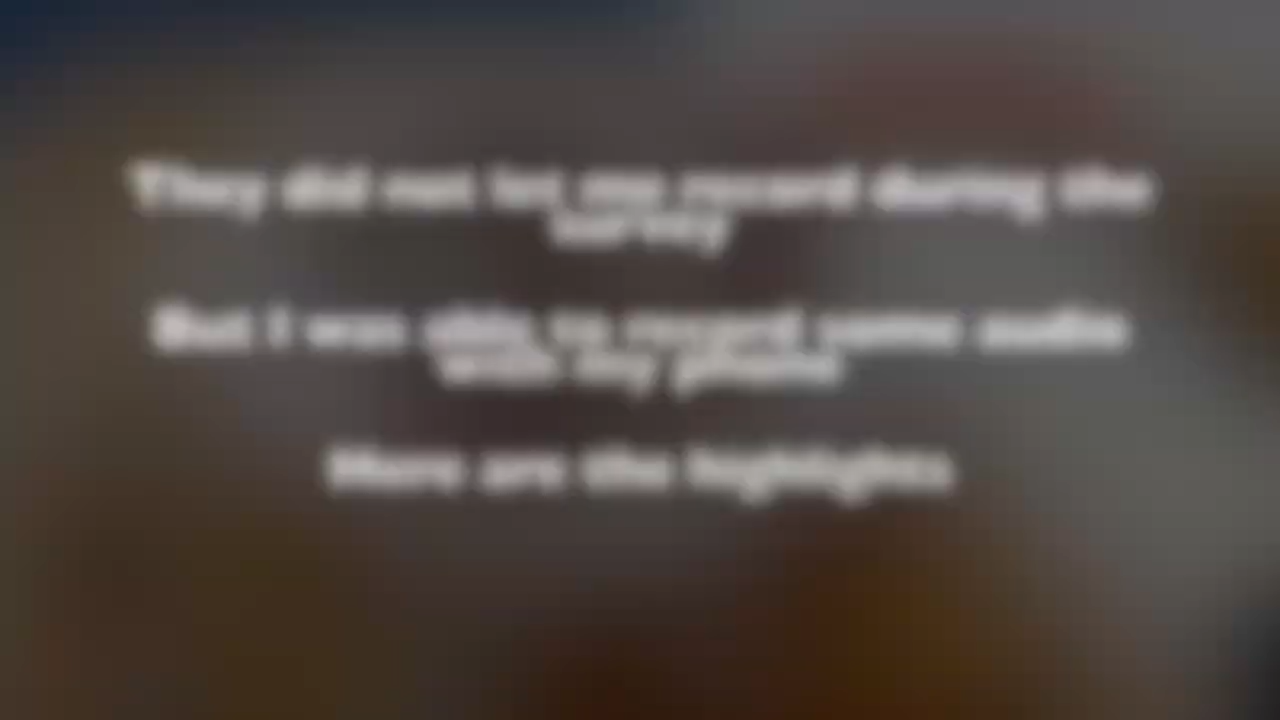 They did not let me record during the
survey
But I was able to record some audio
with my phone
Here are the highlights